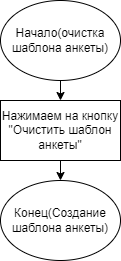 Начало(очистка
шаблона анкеты)
Нажимаем на кнопку
"Очистить шаблон
анкеты"
Конец(Создание
шаблона анкеты)